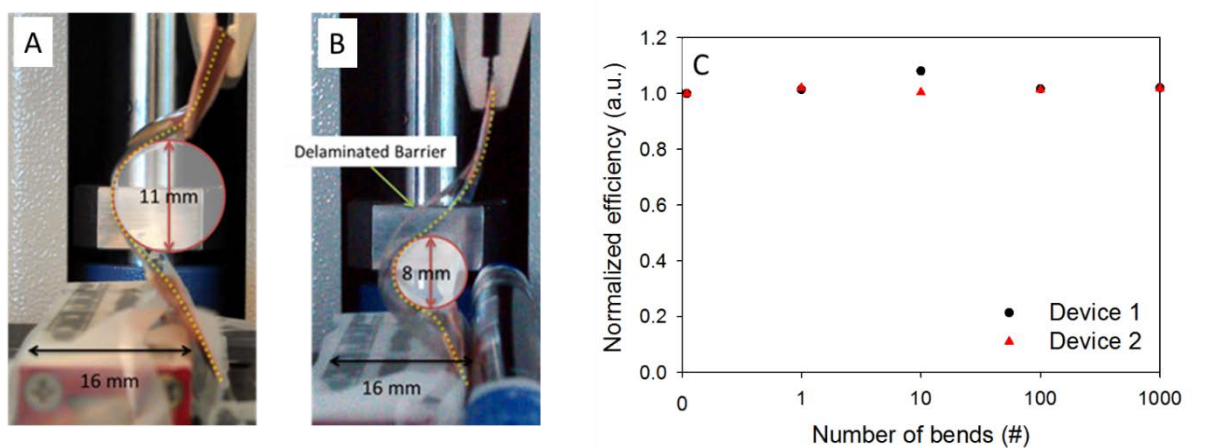 A
11 mm
16 mm
B
Delaminated Barrier
8 mm
16 mm
C
Normalized efficiency (a.u.)
1.2
1.0
0.8
0.6
0.4
0.2
0.0
Device 1
Device 2
0
1
10
100
1000
Number of bends (#)